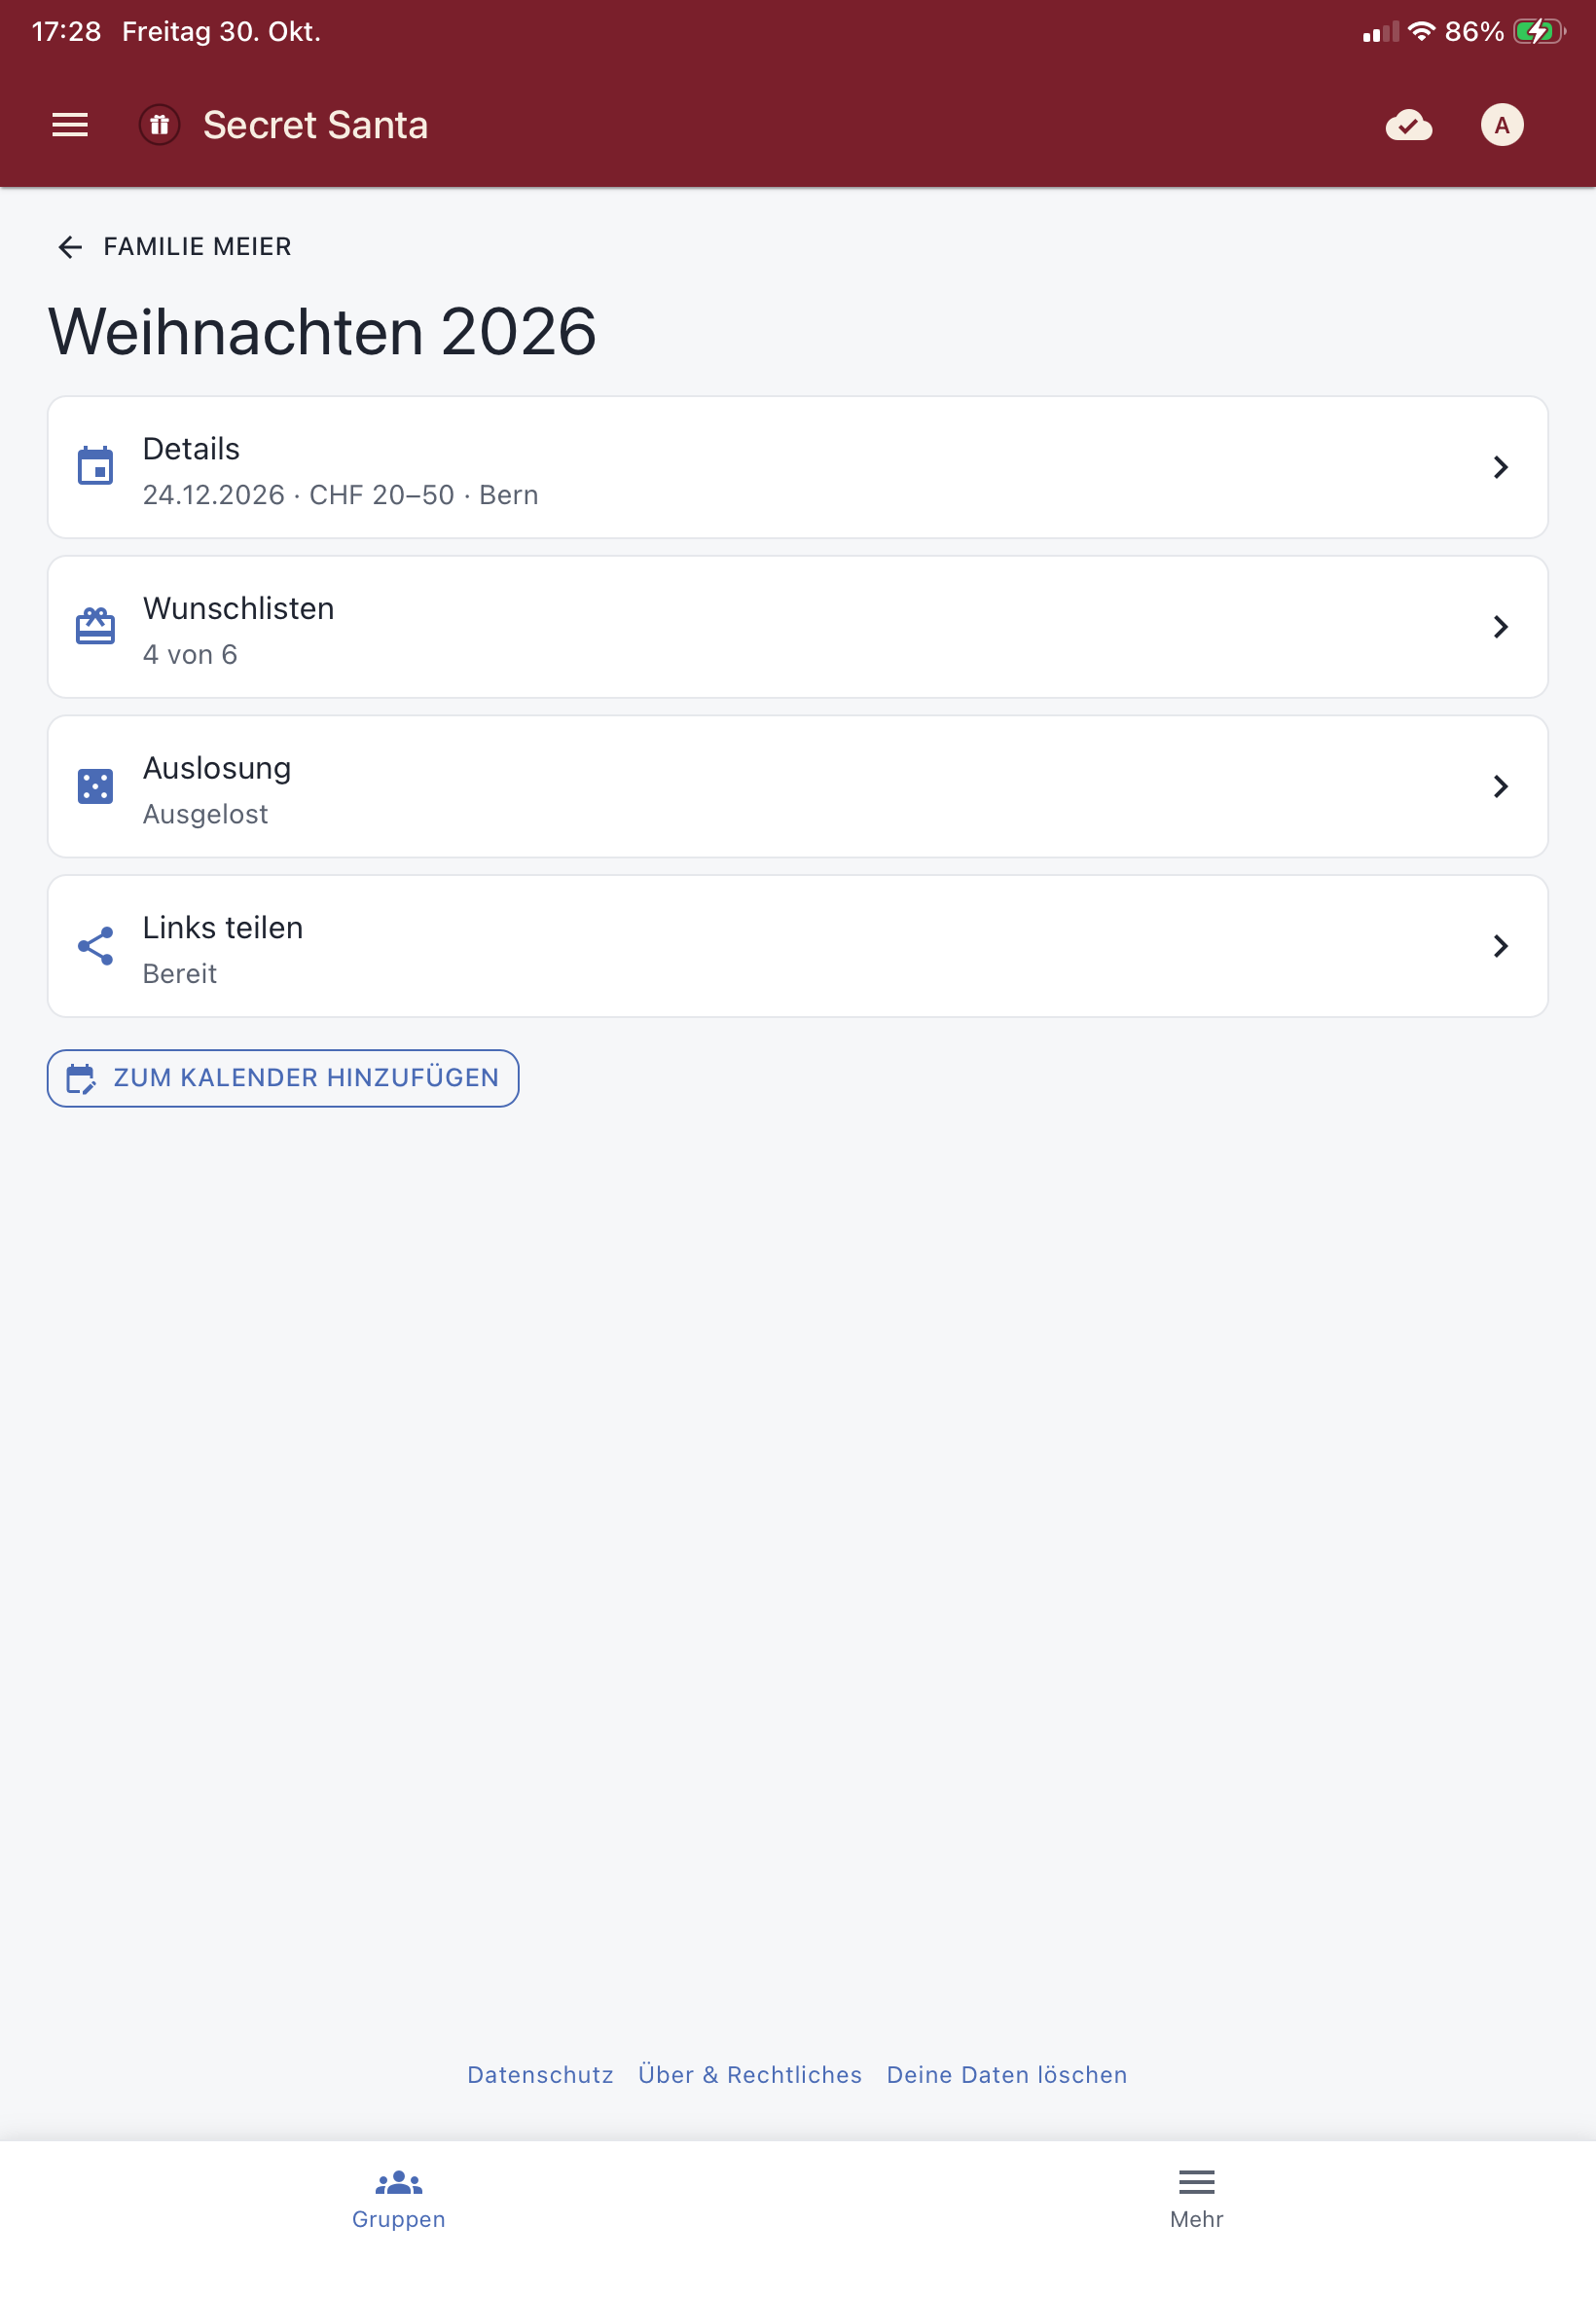 17:28 Freitag 30. Okt. 86%
Secret Santa A
FAMILIE MEIER
Weihnachten 2026
Details
24.12.2026 · CHF 20–50 · Bern
Wunschlisten
4 von 6
Auslosung
Ausgelost
Links teilen
Bereit
ZUM KALENDER HINZUFÜGEN
Datenschutz Über & Rechtliches Deine Daten löschen
Gruppen Mehr